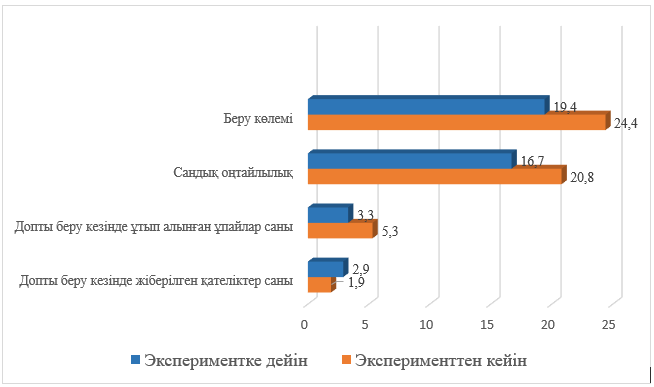 Беру көлемі
19,4
24,4
Сандық оңтайлылық
16,7
20,8
Допты беру кезінде ұтып алынған ұпайлар саны
3,3
5,3
Допты беру кезінде жіберілген қателіктер саны
2,9
1,9
0 5 10 15 20 25
Экспериментке дейін Эксперименттен кейін